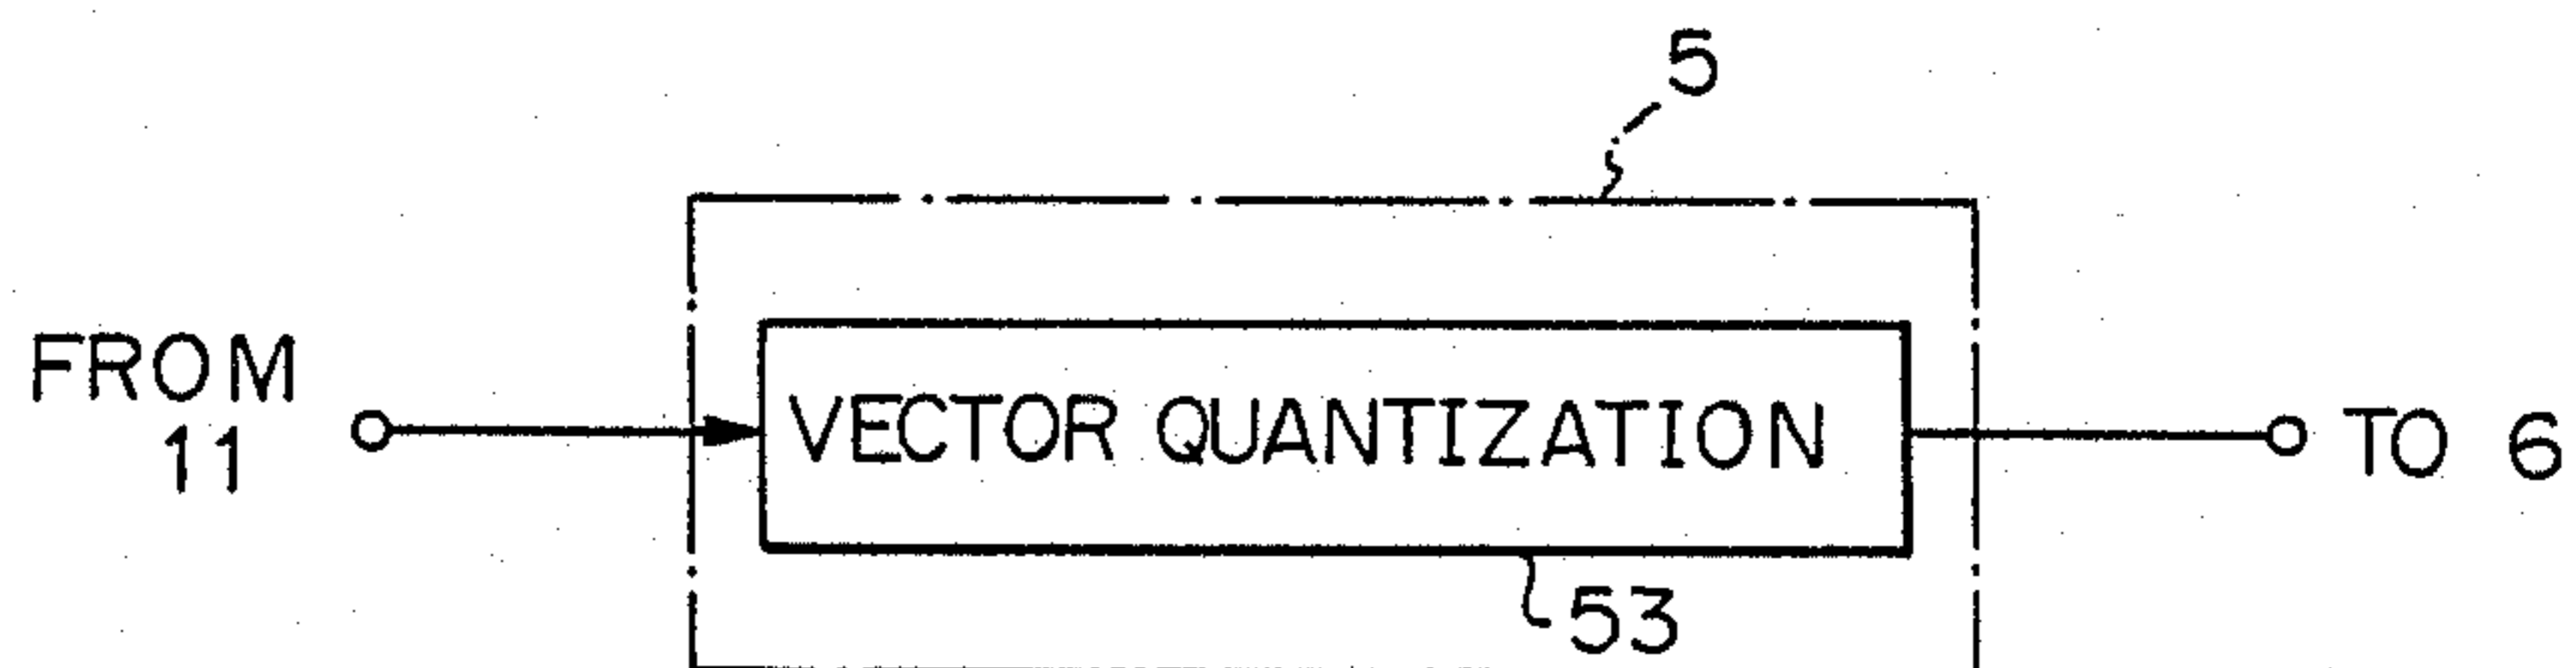 5
FROM
11
VECTOR QUANTIZATION
TO 6
53